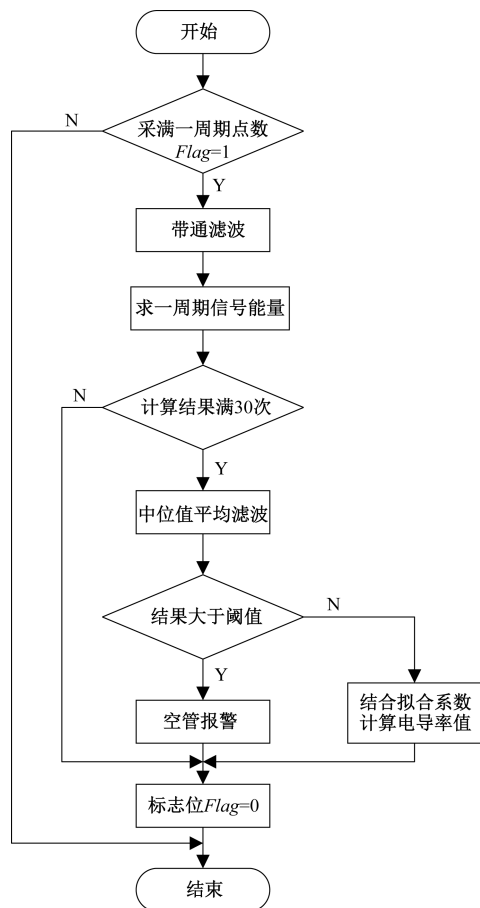 开始
N
采满一周期点数
Flag=1
Y
带通滤波
求一周期信号能量
N
计算结果满30次
Y
中位值平均滤波
结果大于阈值
N
Y
空管报警
结合拟合系数
计算电导率值
标志位Flag=0
结束